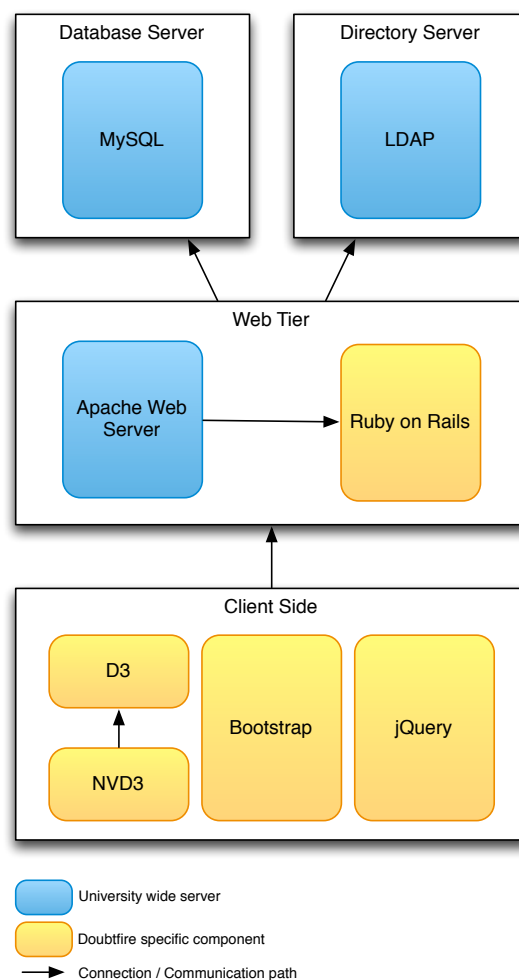 Database Server
Directory Server
MySQL
LDAP
Web Tier
Apache Web
Server
Ruby on Rails
Client Side
D3
Bootstrap
jQuery
NVD3
University wide server
Doubtfire specific component
Connection / Communication path